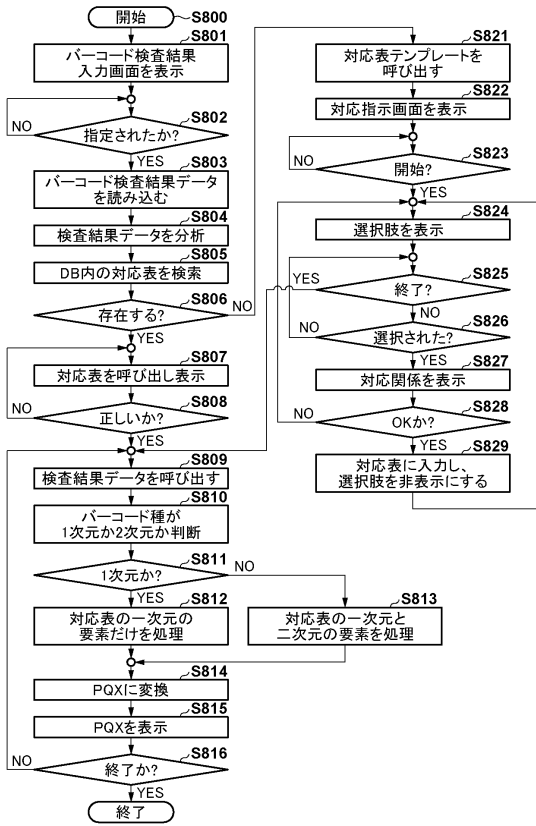 開始
S800
S801
バーコード検査結果
入力画面を表示
S802
指定されたか?
NO
YES
S803
バーコード検査結果データ
を読み込む
S804
検査結果データを分析
S805
DB内の対応表を検索
S806
存在する?
NO
YES
S807
対応表を呼び出し表示
S808
正しいか?
NO
YES
S809
検査結果データを呼び出す
S810
バーコード種が
1次元か2次元か判断
S811
1次元か?
NO
YES
S812
対応表の一次元の
要素だけを処理
S813
対応表の一次元と
二次元の要素を処理
S814
PQXに変換
S815
PQXを表示
S816
終了か?
NO
YES
終了
S821
対応表テンプレートを
呼び出す
S822
対応指示画面を表示
S823
開始?
NO
YES
S824
選択肢を表示
S825
終了?
YES
NO
S826
選択された?
NO
YES
S827
対応関係を表示
S828
OKか?
NO
YES
S829
対応表に入力し、
選択肢を非表示にする